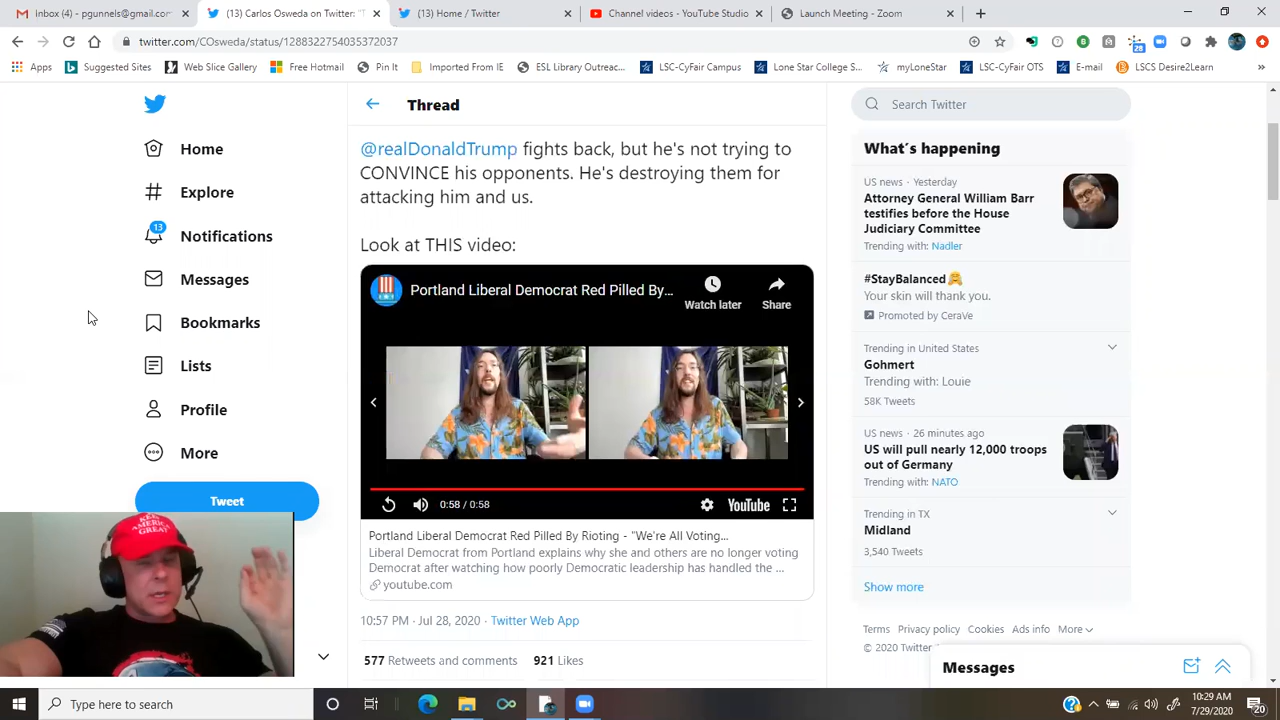 Inbox (4) - pgunnels@gmail.com
(13) Carlos Osweda on Twitter: "
(13) Home / Twitter
Channel videos - YouTube Studio
Launch Meeting - Zoom
twitter.com/COsweda/status/1288322754035372037
28
Apps
Suggested Sites
Web Slice Gallery
Free Hotmail
Pin It
Imported From IE
ESL Library Outreac...
LSC-CyFair Campus
Lone Star College S...
myLoneStar
LSC-CyFair OTS
E-mail
LSCS Desire2Learn
Home
Explore
13
Notifications
Messages
Bookmarks
Lists
Profile
More
Tweet
Thread
@realDonaldTrump fights back, but he's not trying to
CONVINCE his opponents. He's destroying them for
attacking him and us.
Look at THIS video:
Portland Liberal Democrat Red Pilled By...
Watch later
Share
0:58 / 0:58
YouTube
Portland Liberal Democrat Red Pilled By Rioting - "We're All Voting...
Liberal Democrat from Portland explains why she and others are no longer voting
Democrat after watching how poorly Democratic leadership has handled the ...
youtube.com
10:57 PM · Jul 28, 2020 · Twitter Web App
577 Retweets and comments 921 Likes
Search Twitter
What's happening
US news · Yesterday
Attorney General William Barr
testifies before the House
Judiciary Committee
Trending with: Nadler
#StayBalanced
Your skin will thank you.
Promoted by CeraVe
Trending in United States
Gohmert
Trending with: Louie
58K Tweets
US news · 26 minutes ago
US will pull nearly 12,000 troops
out of Germany
Trending with: NATO
Trending in TX
Midland
3,540 Tweets
Show more
Terms Privacy policy Cookies Ads info More
© 2020 Twitter
Messages
KEEP
AMERICA
GREAT
Type here to search
10:29 AM
7/29/2020
20